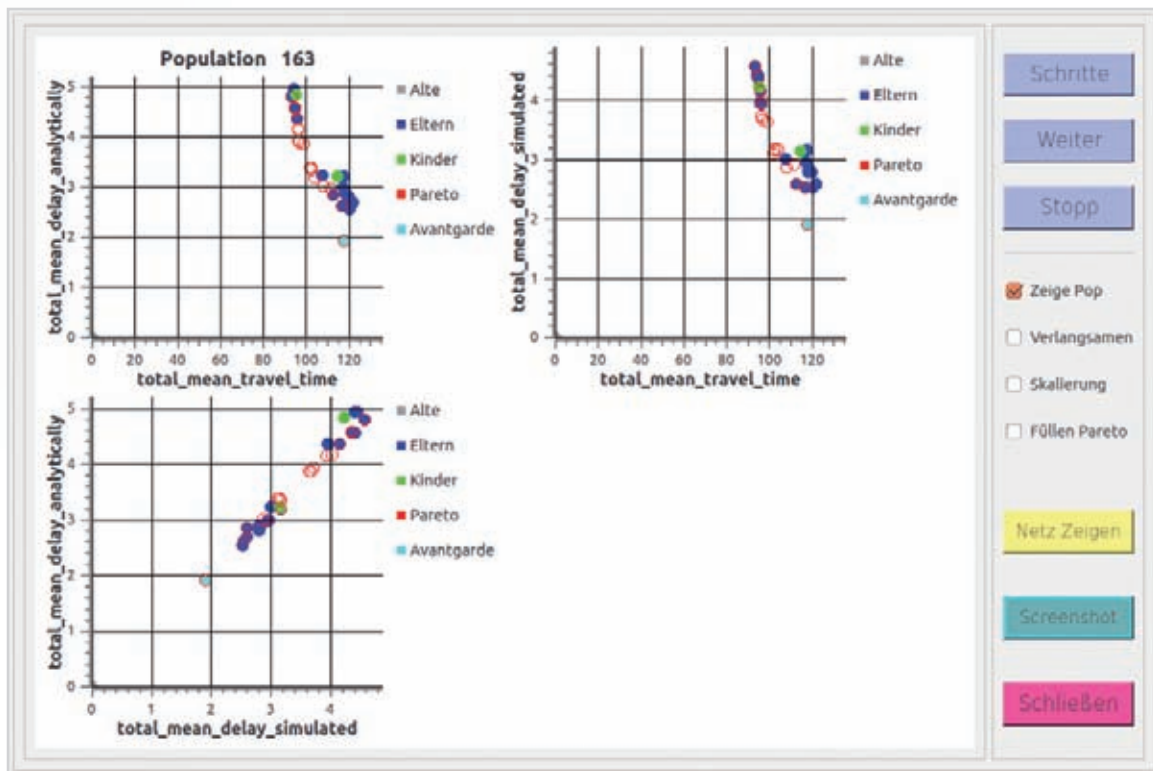 Population 163
total_mean_delay_analytically
5
4
3
2
1
0
0 20 40 60 80 100 120
total_mean_travel_time
Alte
Eltern
Kinder
Pareto
Avantgarde
total_mean_delay_simulated
4
3
2
1
0
0 20 40 60 80 100 120
total_mean_travel_time
Alte
Eltern
Kinder
Pareto
Avantgarde
total_mean_delay_analytically
5
4
3
2
1
0
0 1 2 3 4
total_mean_delay_simulated
Alte
Eltern
Kinder
Pareto
Avantgarde
Schritte
Weiter
Stopp
Zeige Pop
Verlangsamen
Skalierung
Füllen Pareto
Netz Zeigen
Screenshot
Schließen